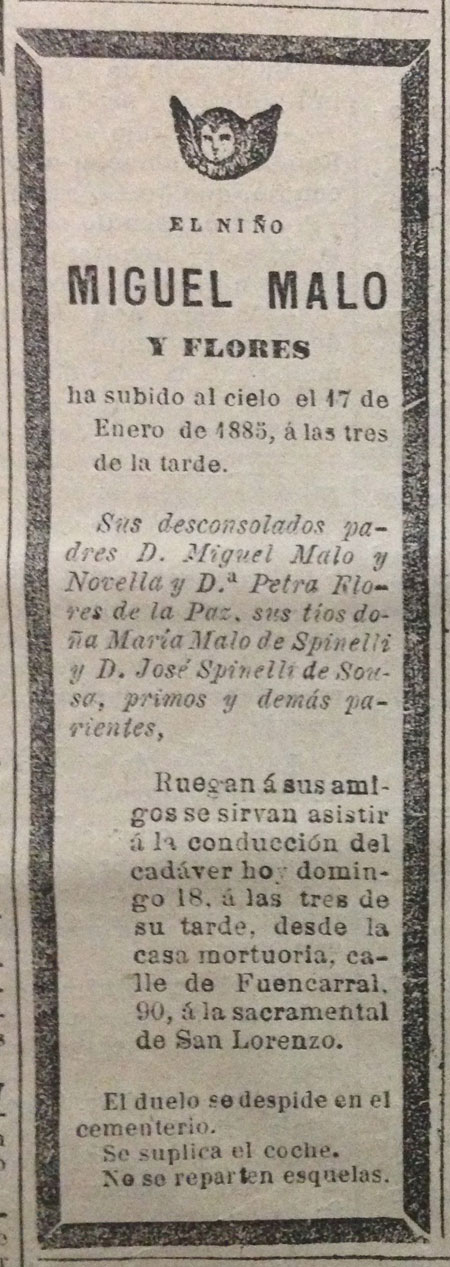 EL NIÑO
MIGUEL MALO
Y FLORES
ha subido al cielo el 17 de
Enero de 1885, á las tres
de la tarde.
Sus desconsolados pa-
dres D. Miguel Malo y
Novella y D.ª Petra Flo-
res de la Paz, sus tíos do-
ña María Malo de Spinelli
y D. José Spinelli de Sou-
sa, primos y demás pa-
rientes,
Ruegan á sus ami-
gos se sirvan asistir
á la conducción del
cadáver hoy domin-
go 18, á las tres de
su tarde, desde la
casa mortuoria, ca-
lle de Fuencarral,
90, á la sacramental
de San Lorenzo.
El duelo se despide en el
cementerio.
Se suplica el coche.
No se reparten esquelas.